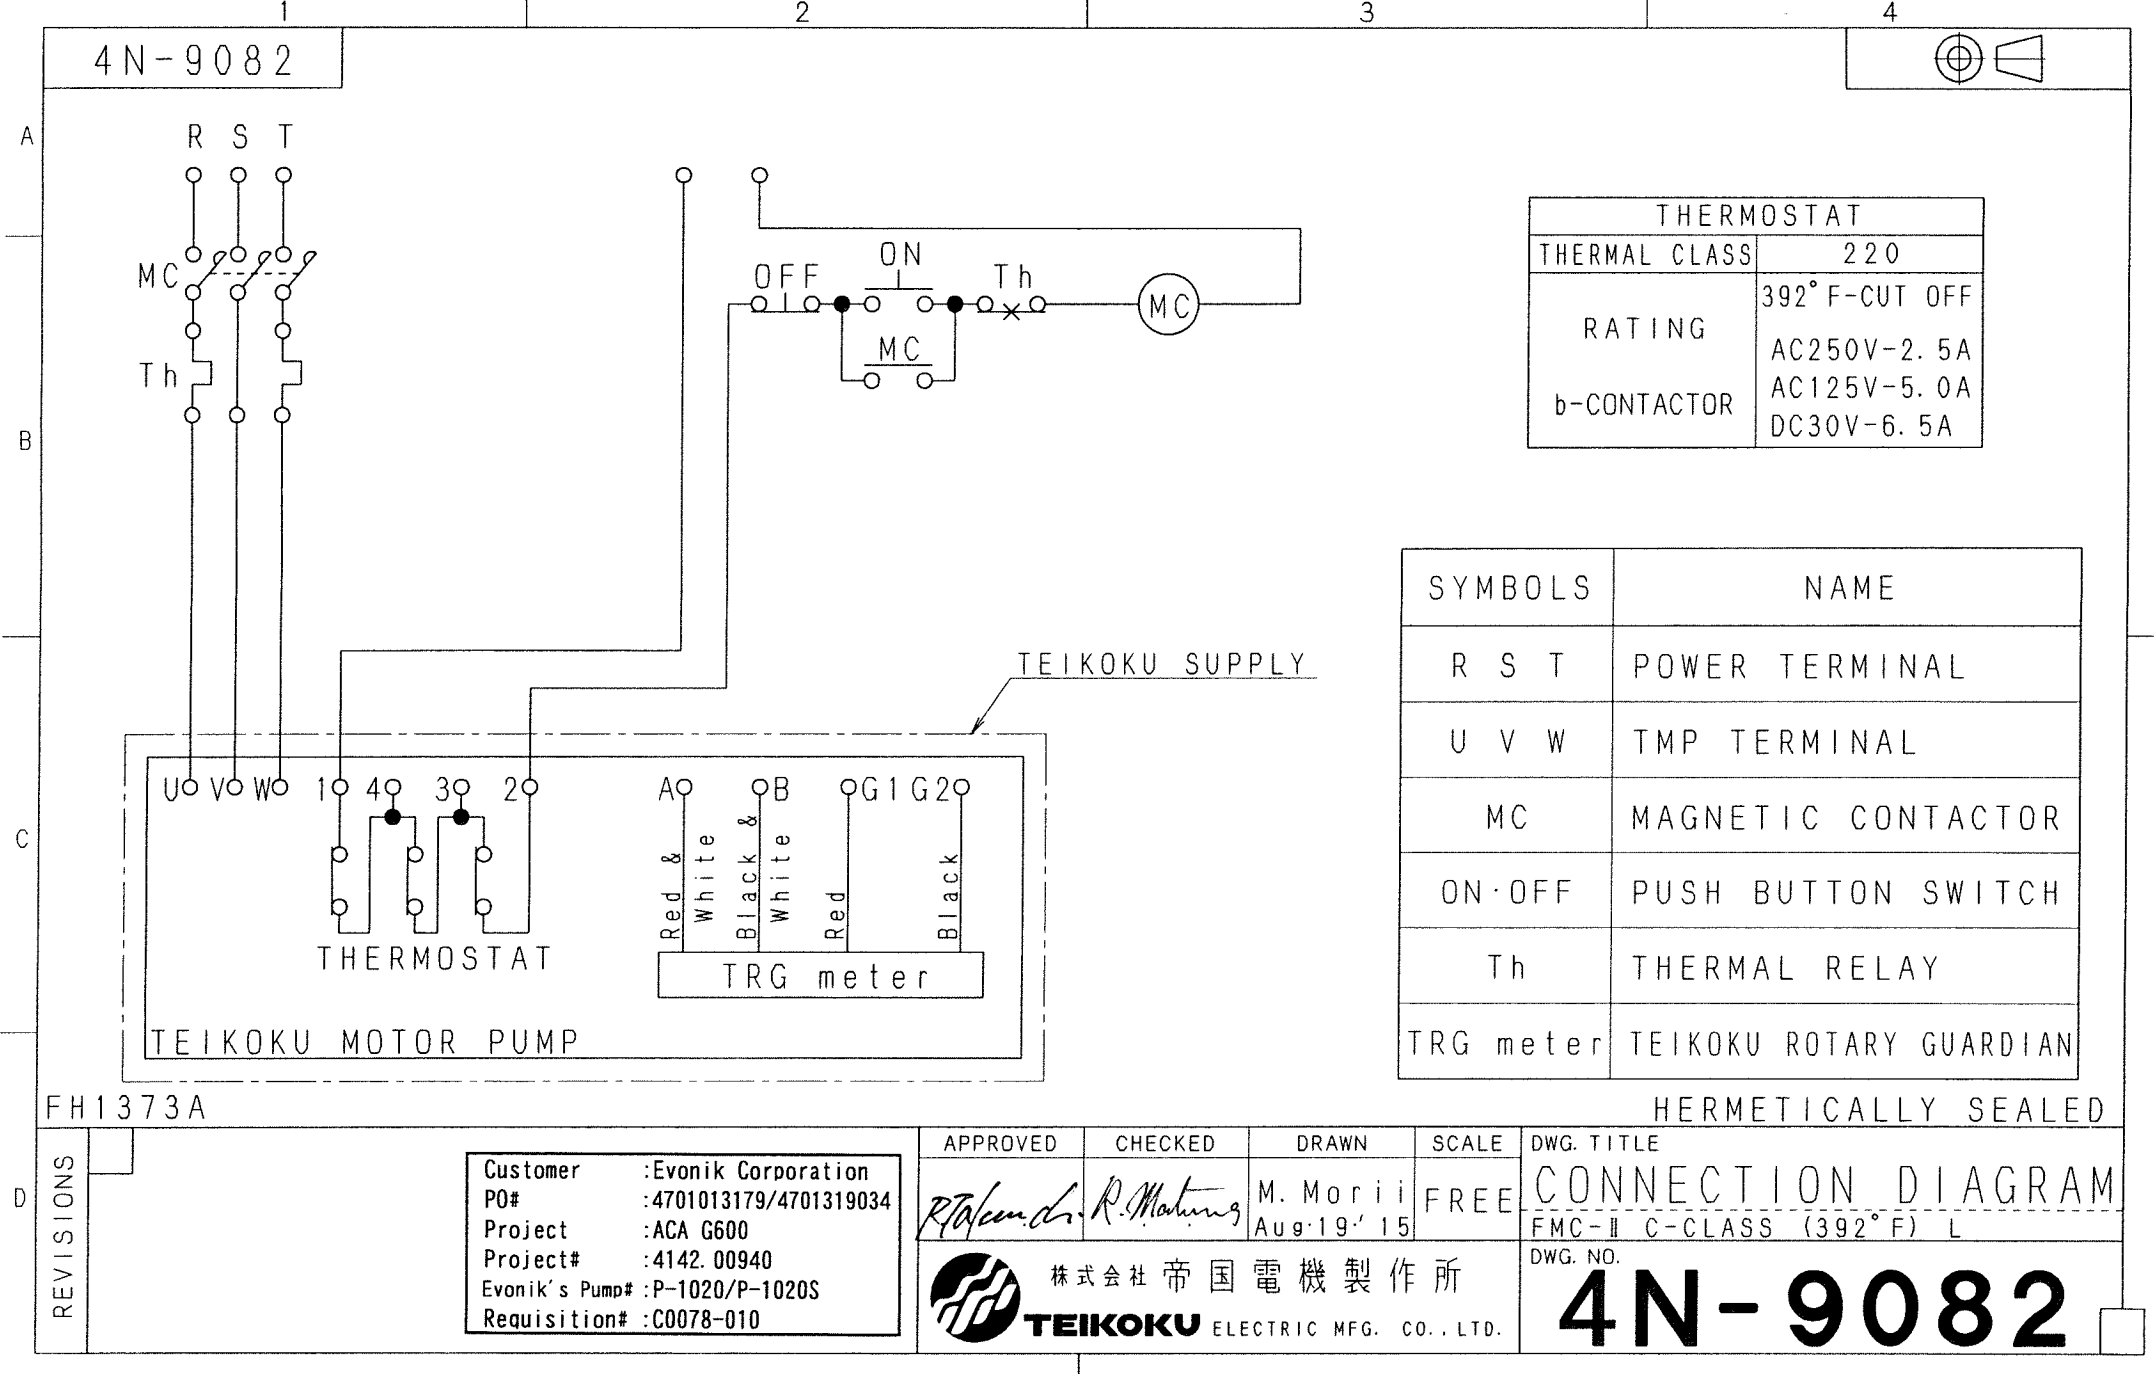 1 2 3 4
4N-9082
A
B
C
D
R S T
MC
Th
OFF
ON
Th
MC
MC
THERMOSTAT
THERMAL CLASS 220
RATING
b-CONTACTOR
392°F-CUT OFF
AC250V-2.5A
AC125V-5.0A
DC30V-6.5A
SYMBOLS NAME
R S T POWER TERMINAL
U V W TMP TERMINAL
MC MAGNETIC CONTACTOR
ON·OFF PUSH BUTTON SWITCH
Th THERMAL RELAY
TRG meter TEIKOKU ROTARY GUARDIAN
TEIKOKU SUPPLY
U V W 1 4 3 2 A B G1 G2
Red & White
Black & White
Red
Black
THERMOSTAT
TRG meter
TEIKOKU MOTOR PUMP
FH1373A
HERMETICALLY SEALED
REVISIONS
Customer :Evonik Corporation
PO# :4701013179/4701319034
Project :ACA G600
Project# :4142.00940
Evonik's Pump# :P-1020/P-1020S
Requisition# :C0078-010
APPROVED CHECKED DRAWN SCALE
M. Morii
Aug·19·'15
FREE
DWG. TITLE
CONNECTION DIAGRAM
FMC-Ⅱ C-CLASS (392°F) L
株式会社 帝国電機製作所
TEIKOKU ELECTRIC MFG. CO.,LTD.
DWG. NO.
4N-9082